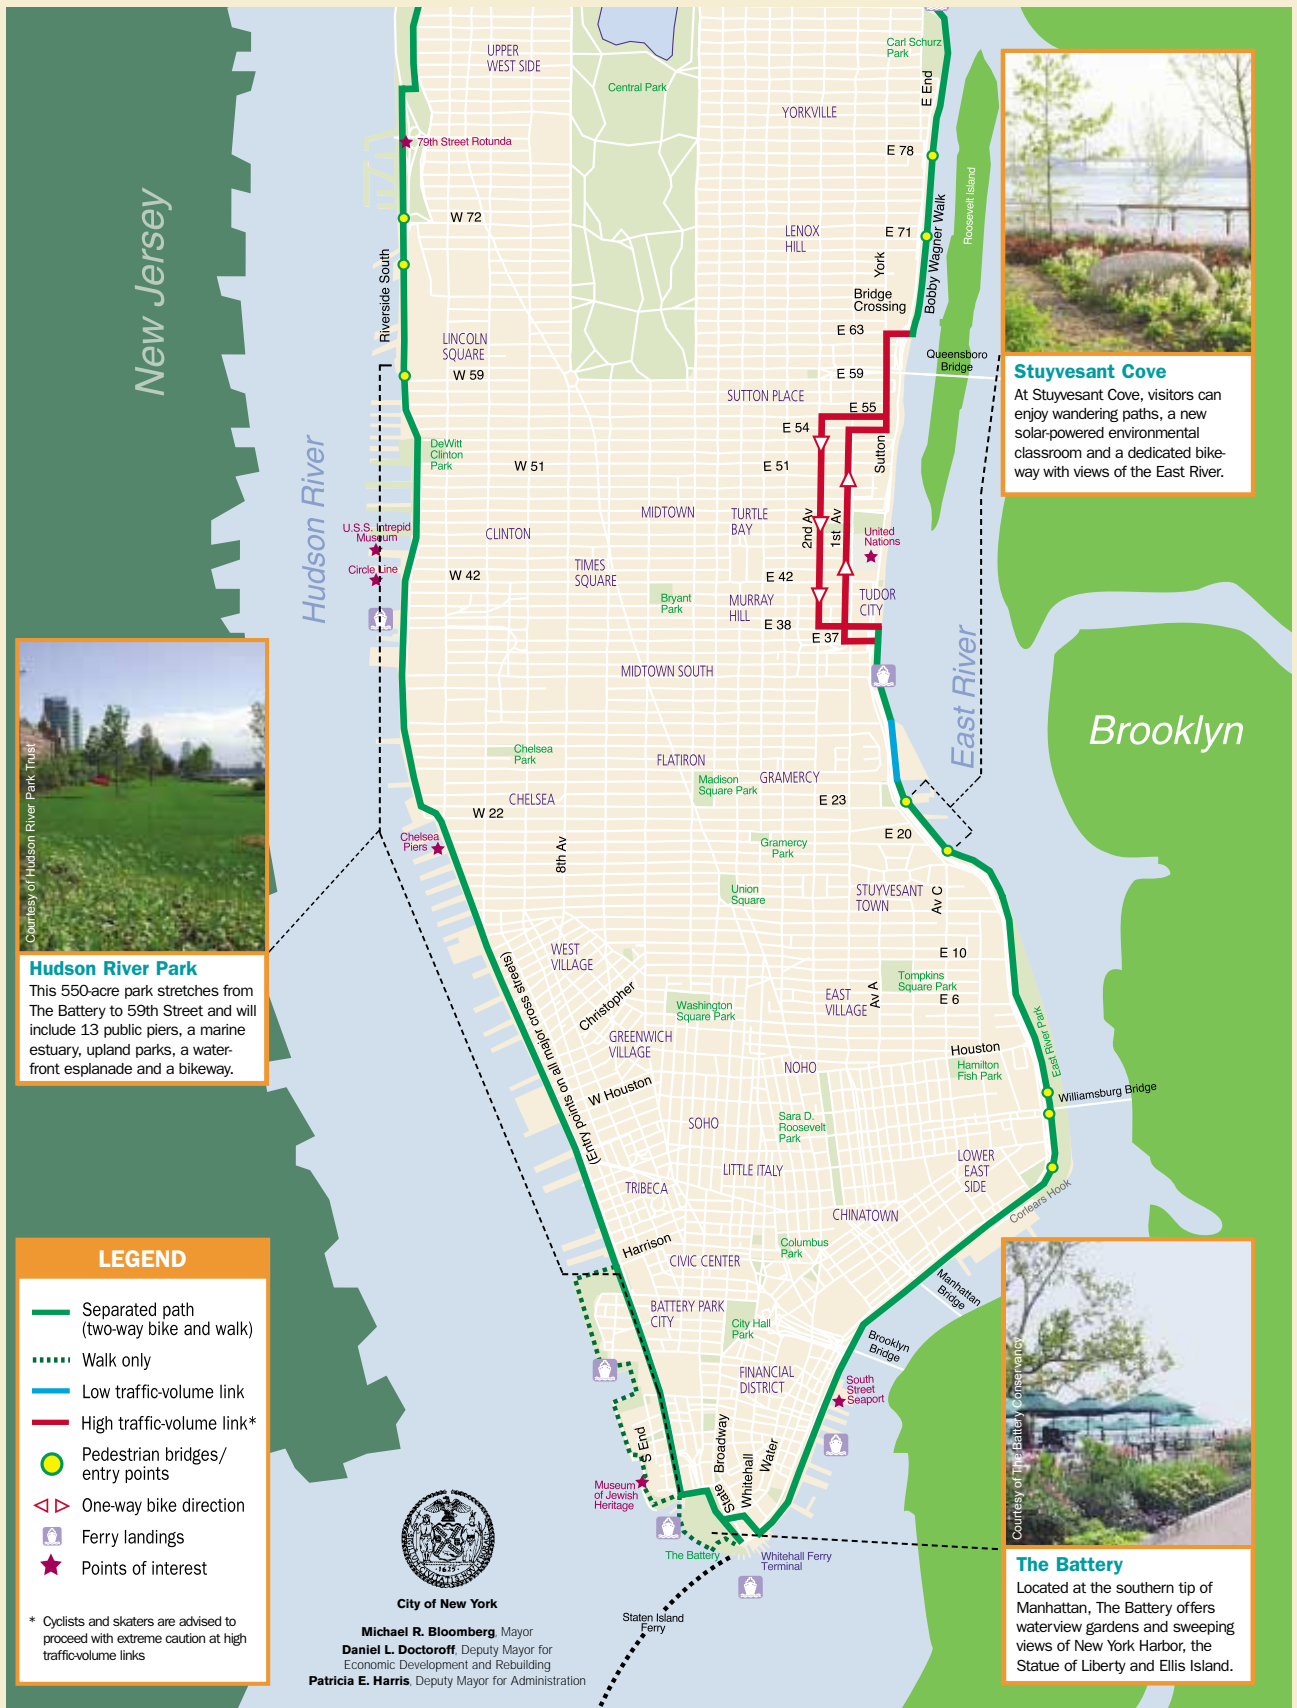 UPPER
WEST SIDE
Central Park
Carl Schurz
Park
E End
YORKVILLE
79th Street Rotunda
E 78
Roosevelt Island
New Jersey
W 72
LENOX
HILL
E 71
Bobby Wagner Walk
York
Riverside South
Bridge
Crossing
E 63
LINCOLN
SQUARE
Queensboro
Bridge
W 59
E 59
SUTTON PLACE
E 55
E 54
Sutton
DeWitt
Clinton
Park
W 51
E 51
Hudson River
U.S.S. Intrepid
Museum
CLINTON
MIDTOWN
TURTLE
BAY
2nd Av
1st Av
United
Nations
Circle Line
W 42
TIMES
SQUARE
E 42
Bryant
Park
MURRAY
HILL
TUDOR
CITY
E 38
E 37
East River
MIDTOWN SOUTH
Brooklyn
Chelsea
Park
FLATIRON
Madison
Square Park
GRAMERCY
CHELSEA
W 22
E 23
Chelsea
Piers
8th Av
Gramercy
Park
E 20
Union
Square
STUYVESANT
TOWN
Av C
WEST
VILLAGE
E 10
Tompkins
Square Park
(Entry points on all major cross streets)
Christopher
Washington
Square Park
EAST
VILLAGE
Av A
E 6
GREENWICH
VILLAGE
East River Park
Houston
NOHO
Hamilton
Fish Park
W Houston
Williamsburg Bridge
SOHO
Sara D.
Roosevelt
Park
LOWER
EAST
SIDE
LITTLE ITALY
TRIBECA
Corlears Hook
CHINATOWN
Harrison
Columbus
Park
CIVIC CENTER
Manhattan
Bridge
BATTERY PARK
CITY
City Hall
Park
Brooklyn
Bridge
FINANCIAL
DISTRICT
South
Street
Seaport
S End
Broadway
Water
Whitehall
State
Museum
of Jewish
Heritage
The Battery
Whitehall Ferry
Terminal
Staten Island
Ferry
Stuyvesant Cove
At Stuyvesant Cove, visitors can
enjoy wandering paths, a new
solar-powered environmental
classroom and a dedicated bike-
way with views of the East River.
Courtesy of Hudson River Park Trust
Hudson River Park
This 550-acre park stretches from
The Battery to 59th Street and will
include 13 public piers, a marine
estuary, upland parks, a water-
front esplanade and a bikeway.
LEGEND
Separated path
(two-way bike and walk)
Walk only
Low traffic-volume link
High traffic-volume link*
Pedestrian bridges/
entry points
One-way bike direction
Ferry landings
Points of interest
* Cyclists and skaters are advised to
proceed with extreme caution at high
traffic-volume links
·1625·
City of New York
Michael R. Bloomberg, Mayor
Daniel L. Doctoroff, Deputy Mayor for
Economic Development and Rebuilding
Patricia E. Harris, Deputy Mayor for Administration
Courtesy of The Battery Conservancy
The Battery
Located at the southern tip of
Manhattan, The Battery offers
waterview gardens and sweeping
views of New York Harbor, the
Statue of Liberty and Ellis Island.